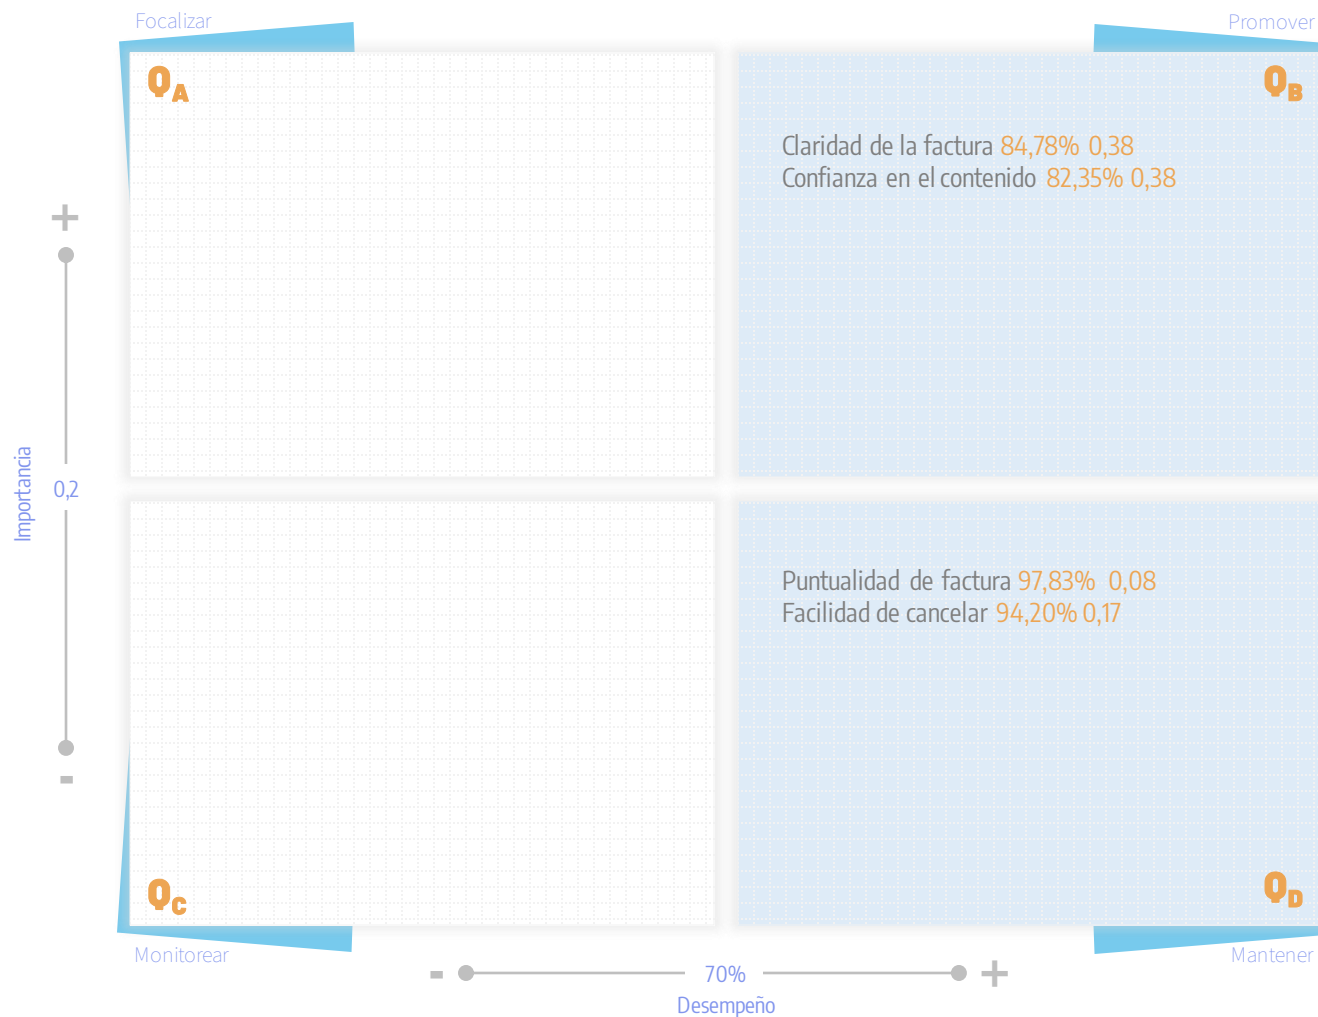 Focalizar
Promover
QA
QB
Claridad de la factura 84,78% 0,38
Confianza en el contenido 82,35% 0,38
+
Importancia
0,2
Puntualidad de factura 97,83% 0,08
Facilidad de cancelar 94,20% 0,17
-
QC
QD
Monitorear
Mantener
- 70% +
Desempeño